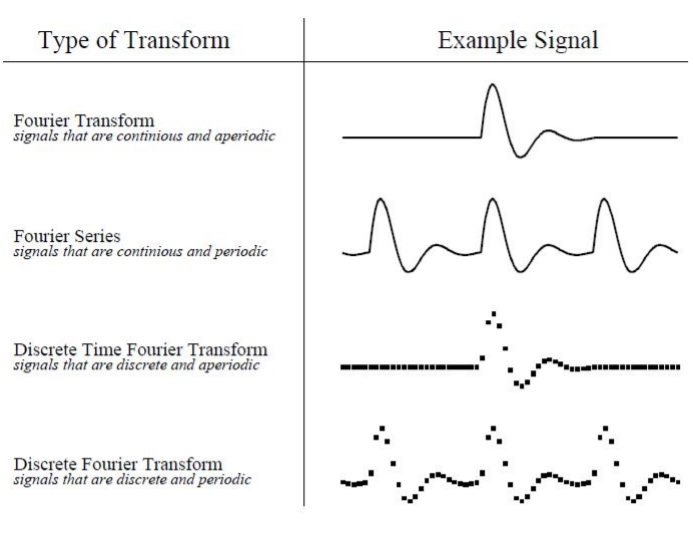 Type of Transform
Example Signal
Fourier Transform
signals that are continious and aperiodic
Fourier Series
signals that are continious and periodic
Discrete Time Fourier Transform
signals that are discrete and aperiodic
Discrete Fourier Transform
signals that are discrete and periodic